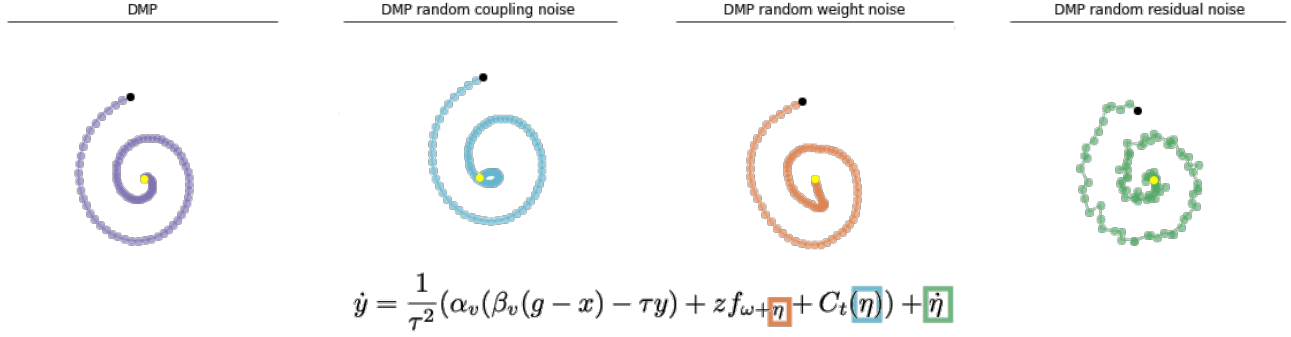 DMP
DMP random coupling noise
DMP random weight noise
DMP random residual noise
ẏ = 1/τ² (α_v(β_v(g − x) − τy) + z f_{ω+η} + C_t(η)) + η̇